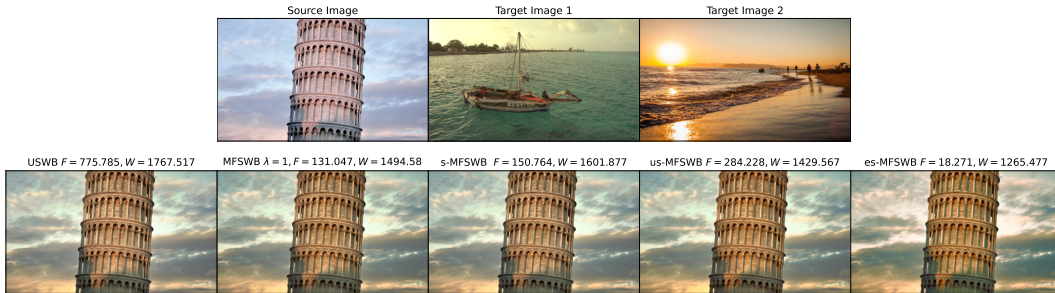 Source Image
Target Image 1
Target Image 2
USWB F = 775.785, W = 1767.517
MFSWB λ = 1, F = 131.047, W = 1494.58
s-MFSWB F = 150.764, W = 1601.877
us-MFSWB F = 284.228, W = 1429.567
es-MFSWB F = 18.271, W = 1265.477